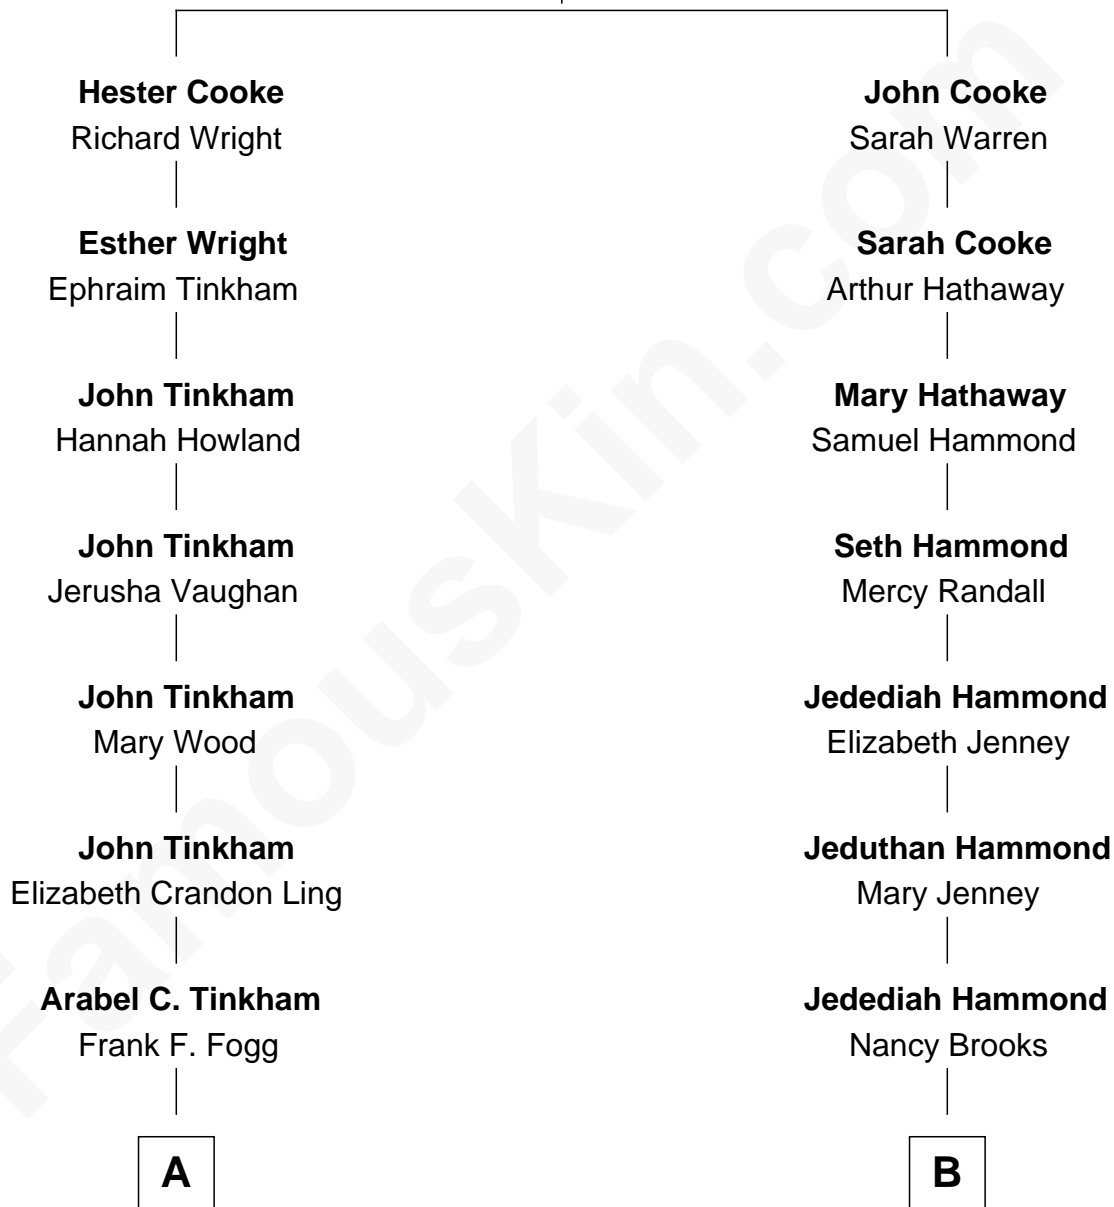 Hester Cooke
Richard Wright
Esther Wright
Ephraim Tinkham
John Tinkham
Hannah Howland
John Tinkham
Jerusha Vaughan
John Tinkham
Mary Wood
John Tinkham
Elizabeth Crandon Ling
Arabel C. Tinkham
Frank F. Fogg
A
John Cooke
Sarah Warren
Sarah Cooke
Arthur Hathaway
Mary Hathaway
Samuel Hammond
Seth Hammond
Mercy Randall
Jedediah Hammond
Elizabeth Jenney
Jeduthan Hammond
Mary Jenney
Jedediah Hammond
Nancy Brooks
B
FamousKin.com